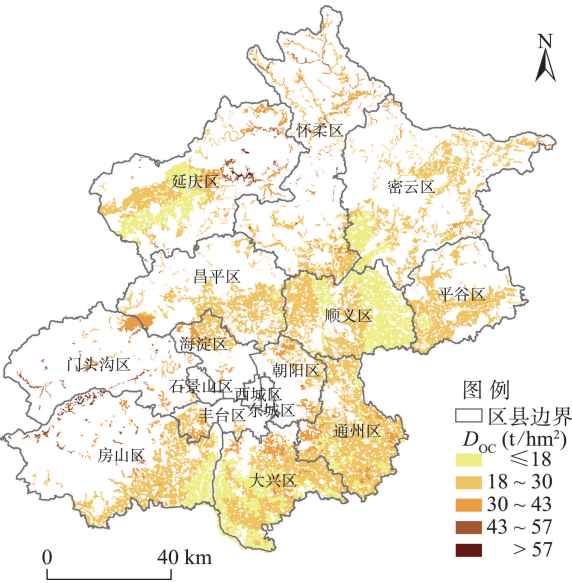 N
怀柔区
延庆区
密云区
昌平区
平谷区
顺义区
海淀区
门头沟区
朝阳区
石景山区
西城区
东城区
丰台区
通州区
房山区
大兴区
图例
区县边界
DOC (t/hm²)
≤18
18 ~ 30
30 ~ 43
43 ~ 57
> 57
0 40 km